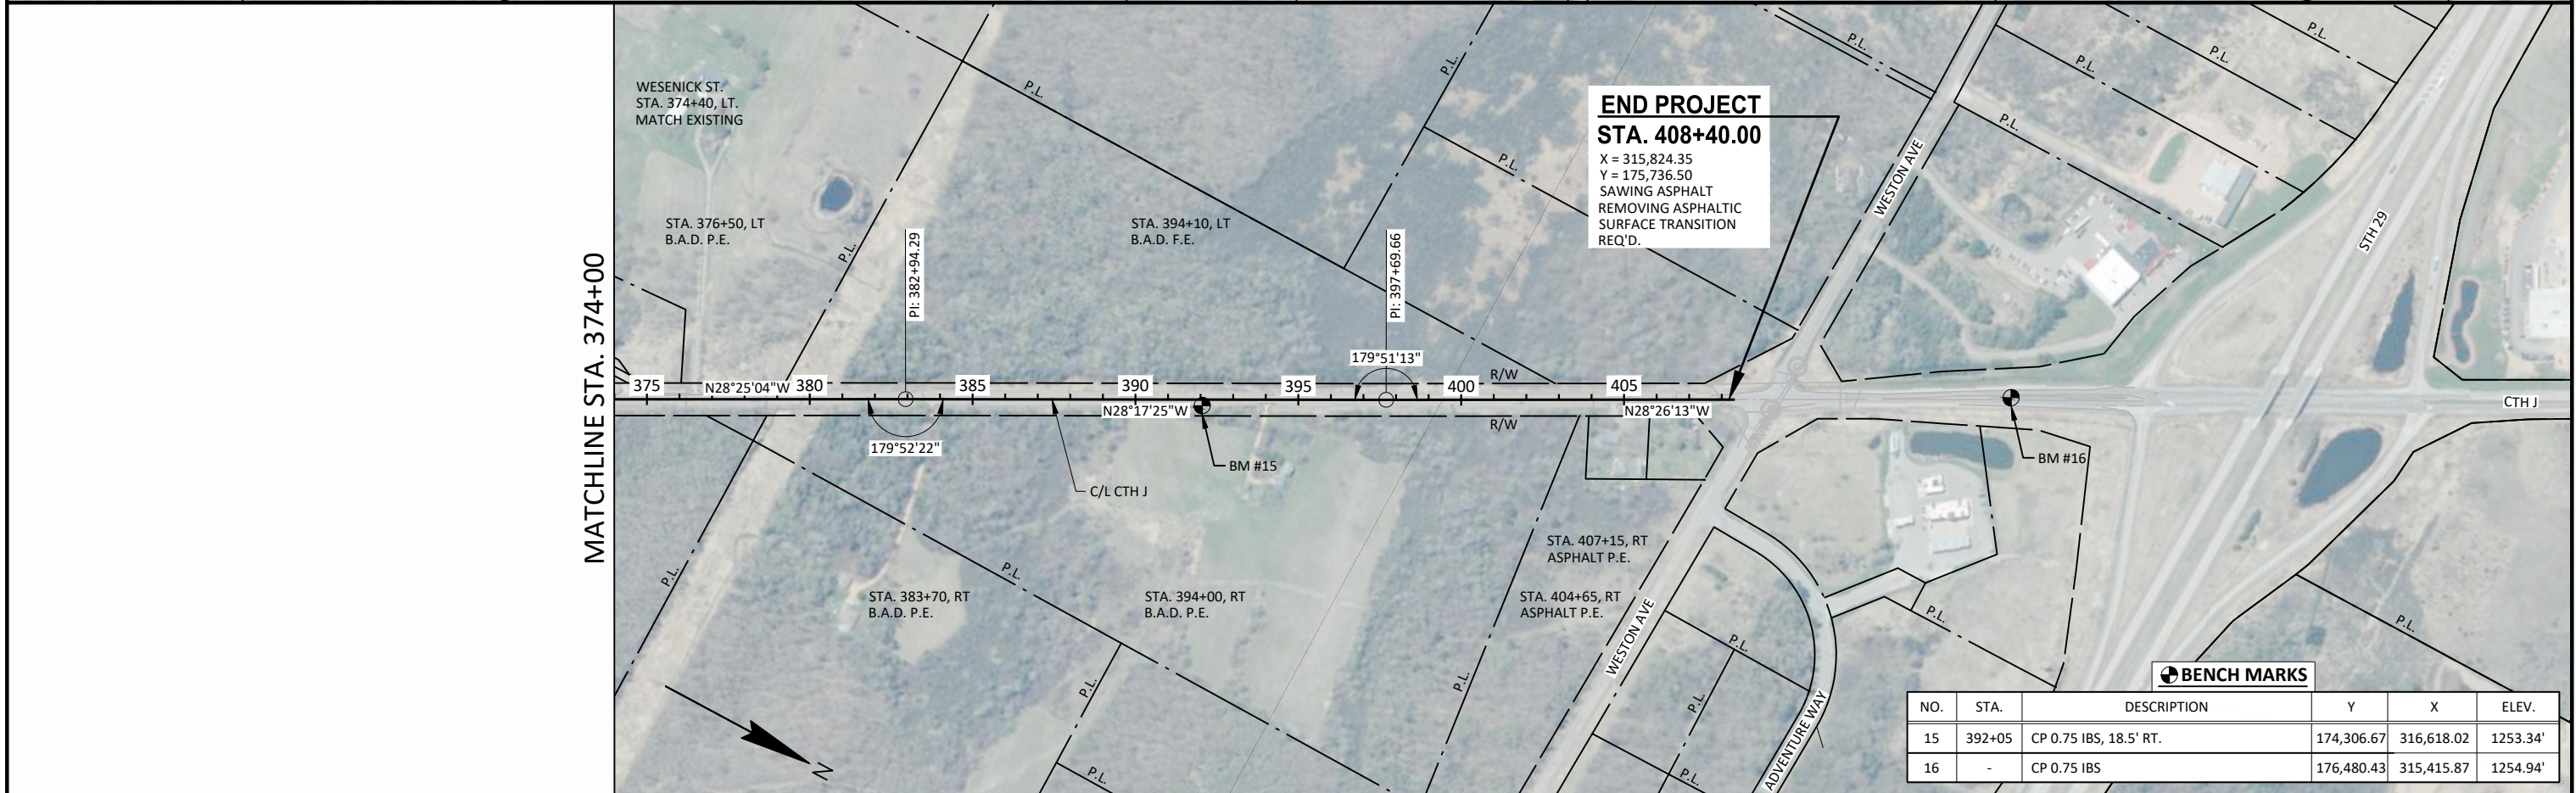 MATCHLINE STA. 374+00
WESENICK ST.
STA. 374+40, LT.
MATCH EXISTING
STA. 376+50, LT
B.A.D. P.E.
P.L.
P.L.
P.L.
PI: 382+94.29
STA. 394+10, LT
B.A.D. F.E.
P.L.
P.L.
PI: 397+69.66
179°51'13"
END PROJECT
STA. 408+40.00
X = 315,824.35
Y = 175,736.50
SAWING ASPHALT
REMOVING ASPHALTIC
SURFACE TRANSITION
REQ'D.
P.L.
WESTON AVE
P.L.
P.L.
P.L.
P.L.
STH 29
375
N28°25'04"W
380
385
390
395
400
405
R/W
N28°17'25"W
N28°26'13"W
R/W
CTH J
179°52'22"
C/L CTH J
BM #15
BM #16
STA. 383+70, RT
B.A.D. P.E.
P.L.
STA. 394+00, RT
B.A.D. P.E.
STA. 407+15, RT
ASPHALT P.E.
STA. 404+65, RT
ASPHALT P.E.
WESTON AVE
P.L.
P.L.
P.L.
P.L.
P.L.
P.L.
P.L.
P.L.
ADVENTURE WAY
N
BENCH MARKS
NO. STA. DESCRIPTION Y X ELEV.
15 392+05 CP 0.75 IBS, 18.5' RT. 174,306.67 316,618.02 1253.34'
16 - CP 0.75 IBS 176,480.43 315,415.87 1254.94'